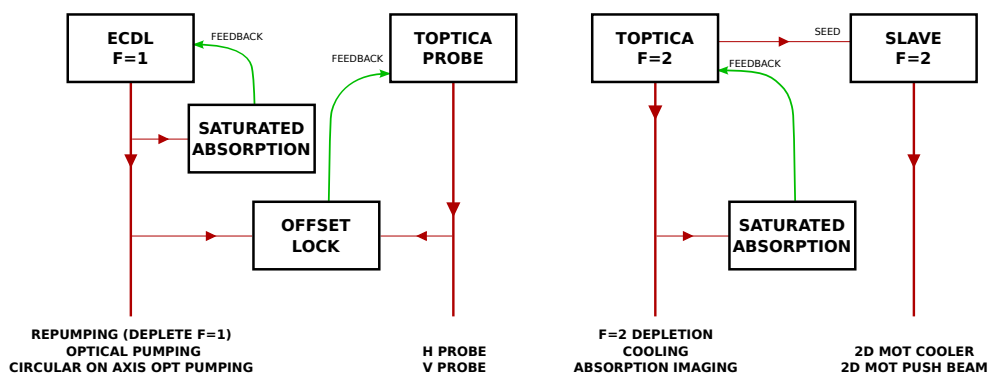 ECDL
F=1
FEEDBACK
TOPTICA
PROBE
FEEDBACK
SATURATED
ABSORPTION
OFFSET
LOCK
REPUMPING (DEPLETE F=1)
OPTICAL PUMPING
CIRCULAR ON AXIS OPT PUMPING
H PROBE
V PROBE
TOPTICA
F=2
SEED
SLAVE
F=2
FEEDBACK
SATURATED
ABSORPTION
F=2 DEPLETION
COOLING
ABSORPTION IMAGING
2D MOT COOLER
2D MOT PUSH BEAM